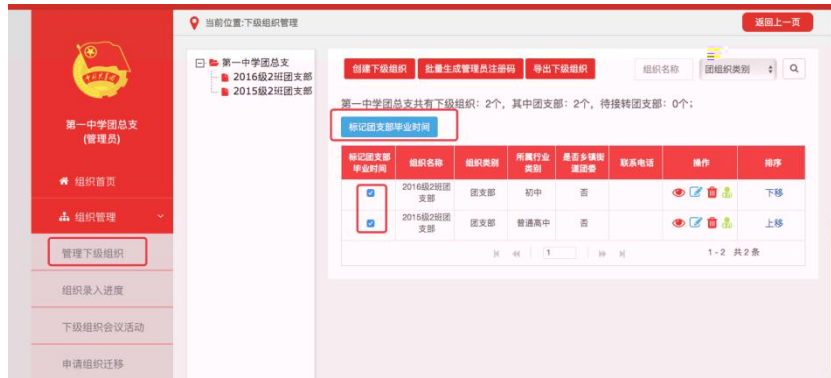 当前位置:下级组织管理
返回上一页
第一中学团总支
(管理员)
组织首页
组织管理
管理下级组织
组织录入进度
下级组织会议活动
申请组织迁移
第一中学团总支
2016级2班团支部
2015级2班团支部
创建下级组织 批量生成管理员注册码 导出下级组织 组织名称 团组织类别
第一中学团总支共有下级组织：2个，其中团支部：2个，待接转团支部：0个；
标记团支部毕业时间
标记团支部毕业时间 组织名称 组织类别 所属行业类别 是否乡镇街道团委 联系电话 操作 排序
2016级2班团支部 团支部 初中 否 下移
2015级2班团支部 团支部 普通高中 否 上移
1 1-2 共2条